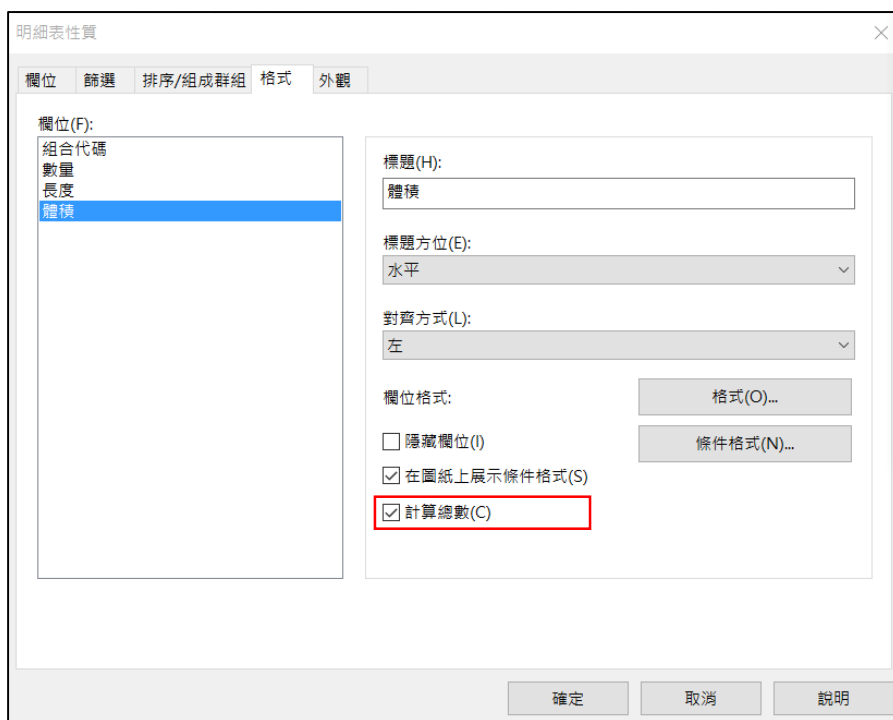 明細表性質
欄位 篩選 排序/組成群組 格式 外觀
欄位(F):
組合代碼
數量
長度
體積
標題(H):
體積
標題方位(E):
水平
對齊方式(L):
左
欄位格式: 格式(O)...
隱藏欄位(I) 條件格式(N)...
在圖紙上展示條件格式(S)
計算總數(C)
確定 取消 說明